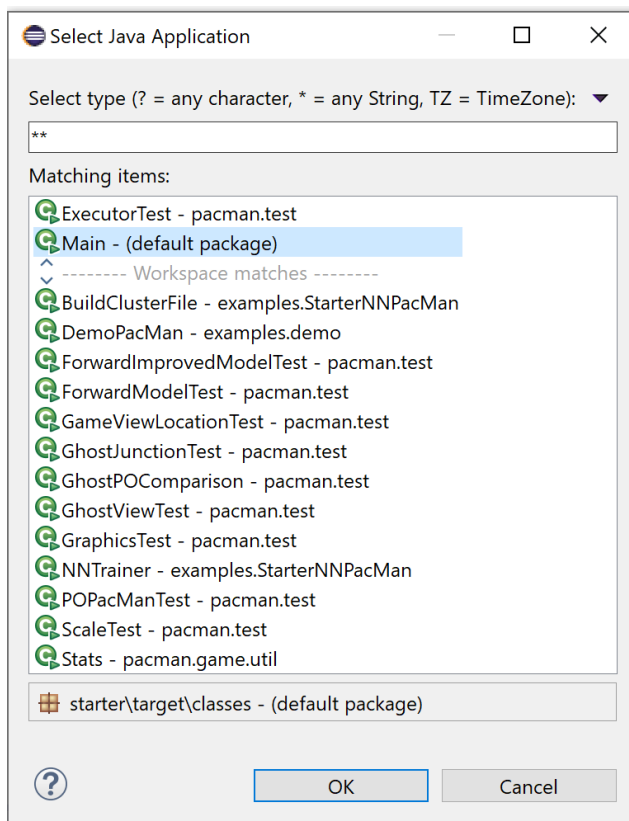 Select Java Application
Select type (? = any character, * = any String, TZ = TimeZone):
**
Matching items:
ExecutorTest - pacman.test
Main - (default package)
-------- Workspace matches --------
BuildClusterFile - examples.StarterNNPacMan
DemoPacMan - examples.demo
ForwardImprovedModelTest - pacman.test
ForwardModelTest - pacman.test
GameViewLocationTest - pacman.test
GhostJunctionTest - pacman.test
GhostPOComparison - pacman.test
GhostViewTest - pacman.test
GraphicsTest - pacman.test
NNTrainer - examples.StarterNNPacMan
POPacManTest - pacman.test
ScaleTest - pacman.test
Stats - pacman.game.util
starter\target\classes - (default package)
OK Cancel